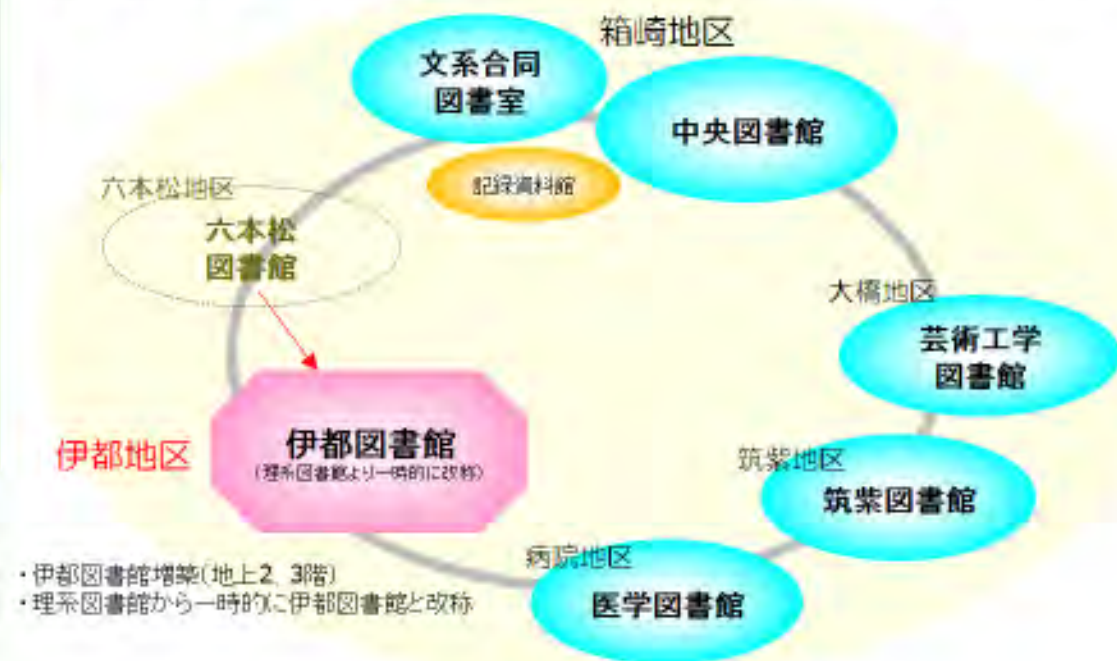 箱崎地区
文系合同
図書室
中央図書館
記録資料館
六本松地区
六本松
図書館
大橋地区
芸術工学
図書館
伊都地区
伊都図書館
(理系図書館より一時的に改称)
筑紫地区
筑紫図書館
病院地区
医学図書館
・伊都図書館増築(地上2、3階)
・理系図書館から一時的に伊都図書館と改称